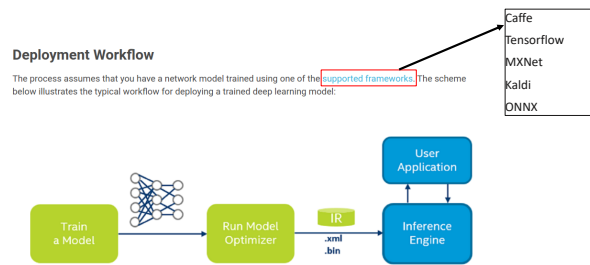 Caffe
Tensorflow
MXNet
Kaldi
ONNX
Deployment Workflow
The process assumes that you have a network model trained using one of the supported frameworks. The scheme
below illustrates the typical workflow for deploying a trained deep learning model:
User
Application
Train
a Model
Run Model
Optimizer
IR
.xml
.bin
Inference
Engine